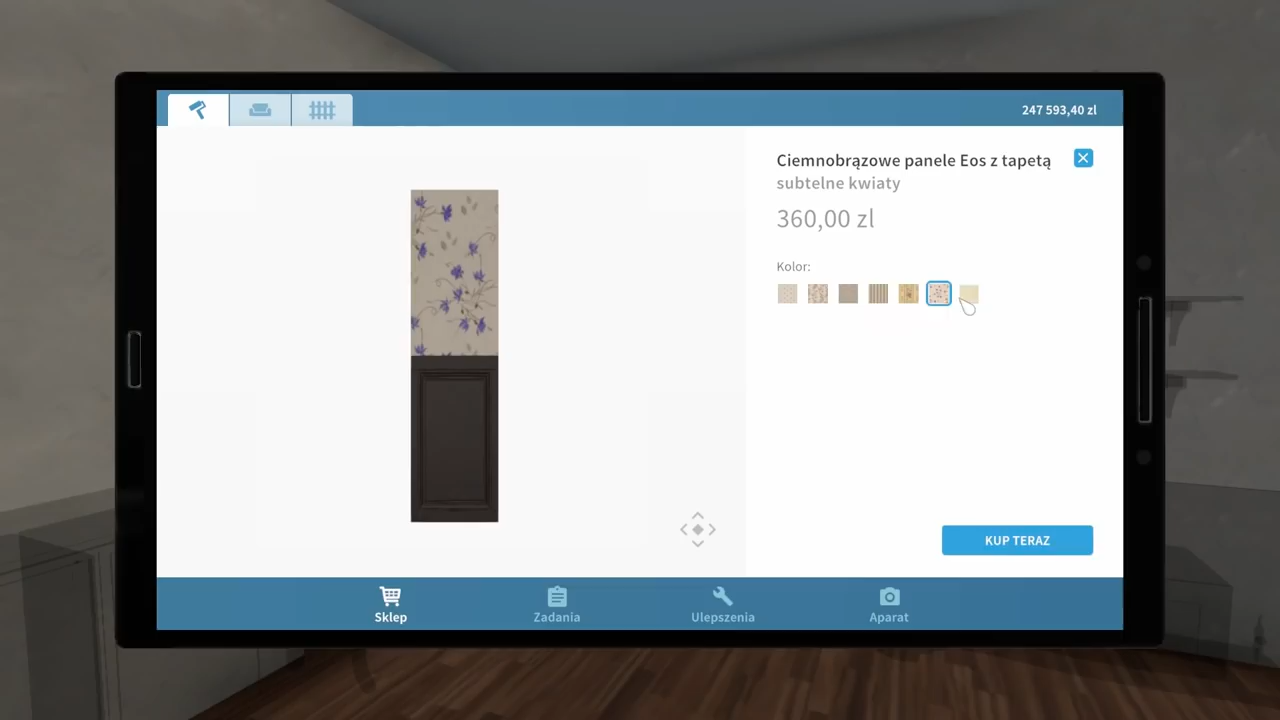 247 593,40 zl
Ciemnobrązowe panele Eos z tapetą
subtelne kwiaty
360,00 zl
Kolor:
KUP TERAZ
Sklep
Zadania
Ulepszenia
Aparat